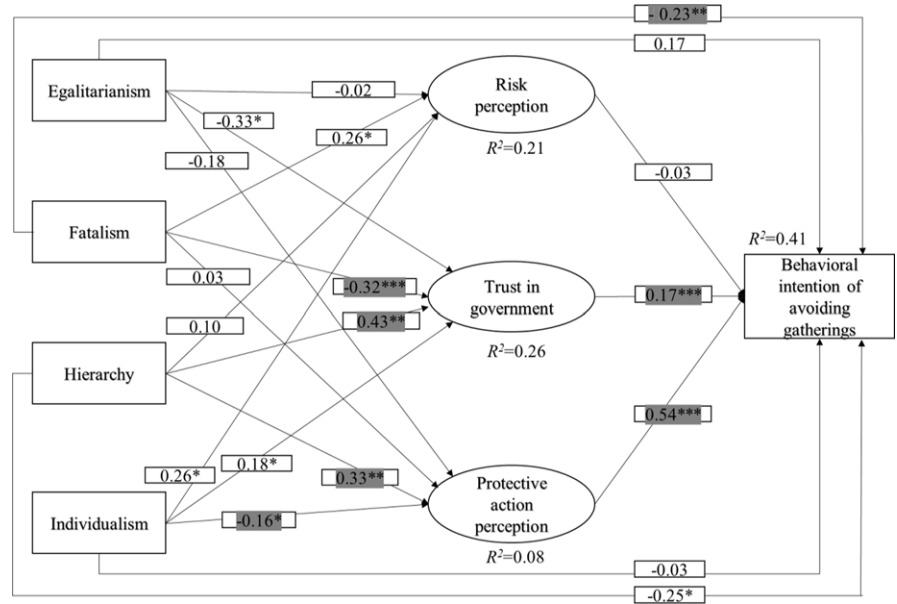 - 0.23**
0.17
Egalitarianism
-0.02
Risk
perception
-0.33*
0.26*
R²=0.21
-0.18
-0.03
Fatalism
R²=0.41
Behavioral
intention of
avoiding
gatherings
0.03
-0.32***
Trust in
government
0.17***
0.10
0.43**
R²=0.26
Hierarchy
0.54***
0.26*
0.18*
0.33**
Protective
action
perception
Individualism
-0.16*
R²=0.08
-0.03
-0.25*